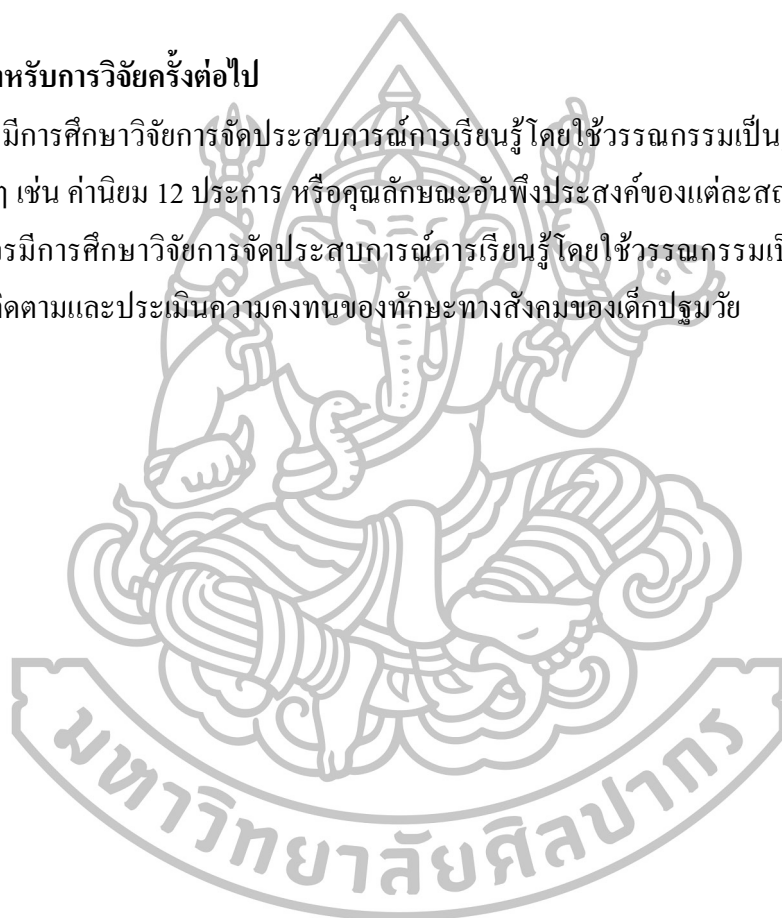 หรับการวิจัยครั้งต่อไป
มีการศึกษาวิจัยการจัดประสบการณ์การเรียนรู้โดยใช้วรรณกรรมเป็น
ๆ เช่น ค่านิยม 12 ประการ หรือคุณลักษณะอันพึงประสงค์ของแต่ละ
รมีการศึกษาวิจัยการจัดประสบการณ์การเรียนรู้โดยใช้วรรณกรรม
ติดตามและประเมินความคงทนของทักษะทางสังคมของเด็กปฐมวัย
มหาวิทยาลัยศิลปากร